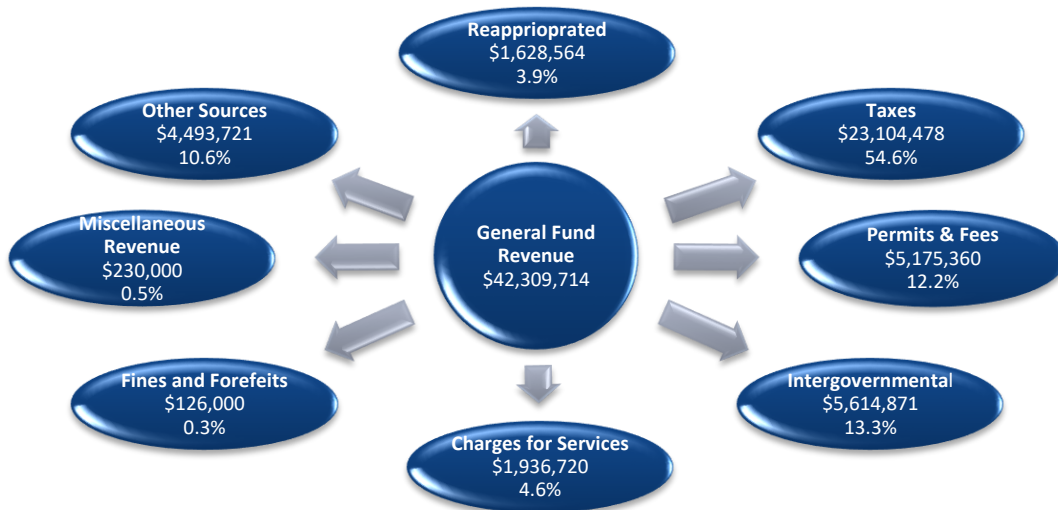 Reapprioprated
$1,628,564
3.9%
Other Sources
$4,493,721
10.6%
Taxes
$23,104,478
54.6%
Miscellaneous
Revenue
$230,000
0.5%
General Fund
Revenue
$42,309,714
Permits & Fees
$5,175,360
12.2%
Fines and Forefeits
$126,000
0.3%
Charges for Services
$1,936,720
4.6%
Intergovernmental
$5,614,871
13.3%